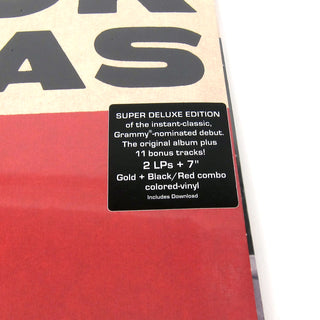 AS
SUPER DELUXE EDITION
of the instant-classic,
Grammy®-nominated debut.
The original album plus
11 bonus tracks!
2 LPs + 7"
Gold + Black/Red combo
colored-vinyl
Includes Download